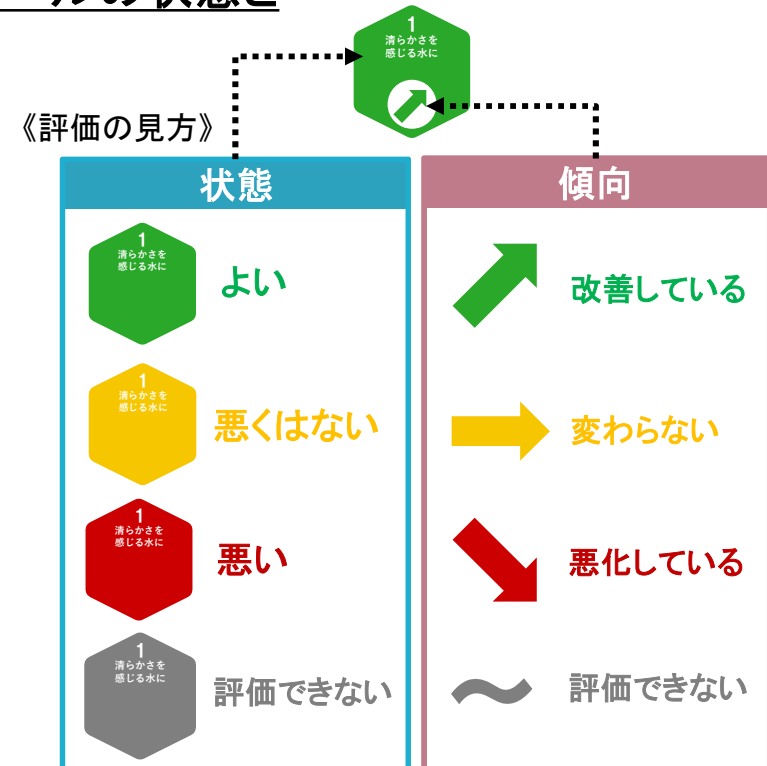 の状態と
1
清らかさを
感じる水に
《評価の見方》
状態
傾向
1
清らかさを
感じる水に
よい
改善している
1
清らかさを
感じる水に
悪くはない
変わらない
1
清らかさを
感じる水に
悪い
悪化している
1
清らかさを
感じる水に
評価できない
評価できない